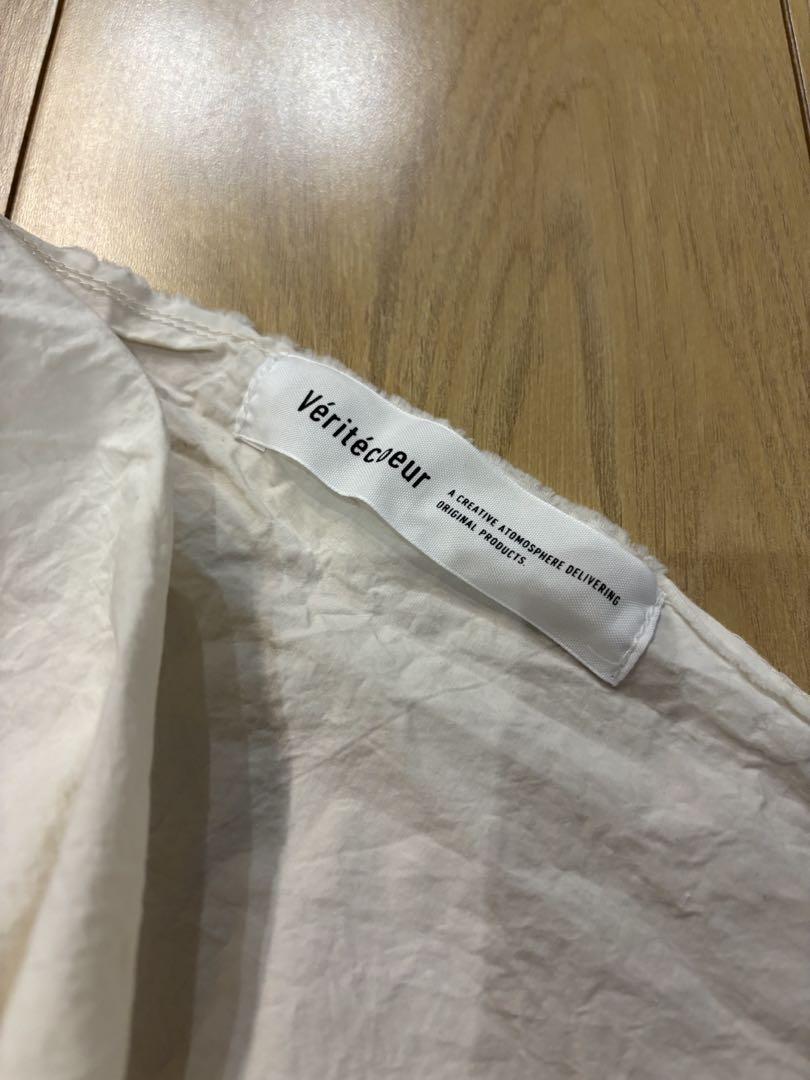 Véritécoeur
A CREATIVE ATOMOSPHERE DELIVERING
ORIGINAL PRODUCTS.